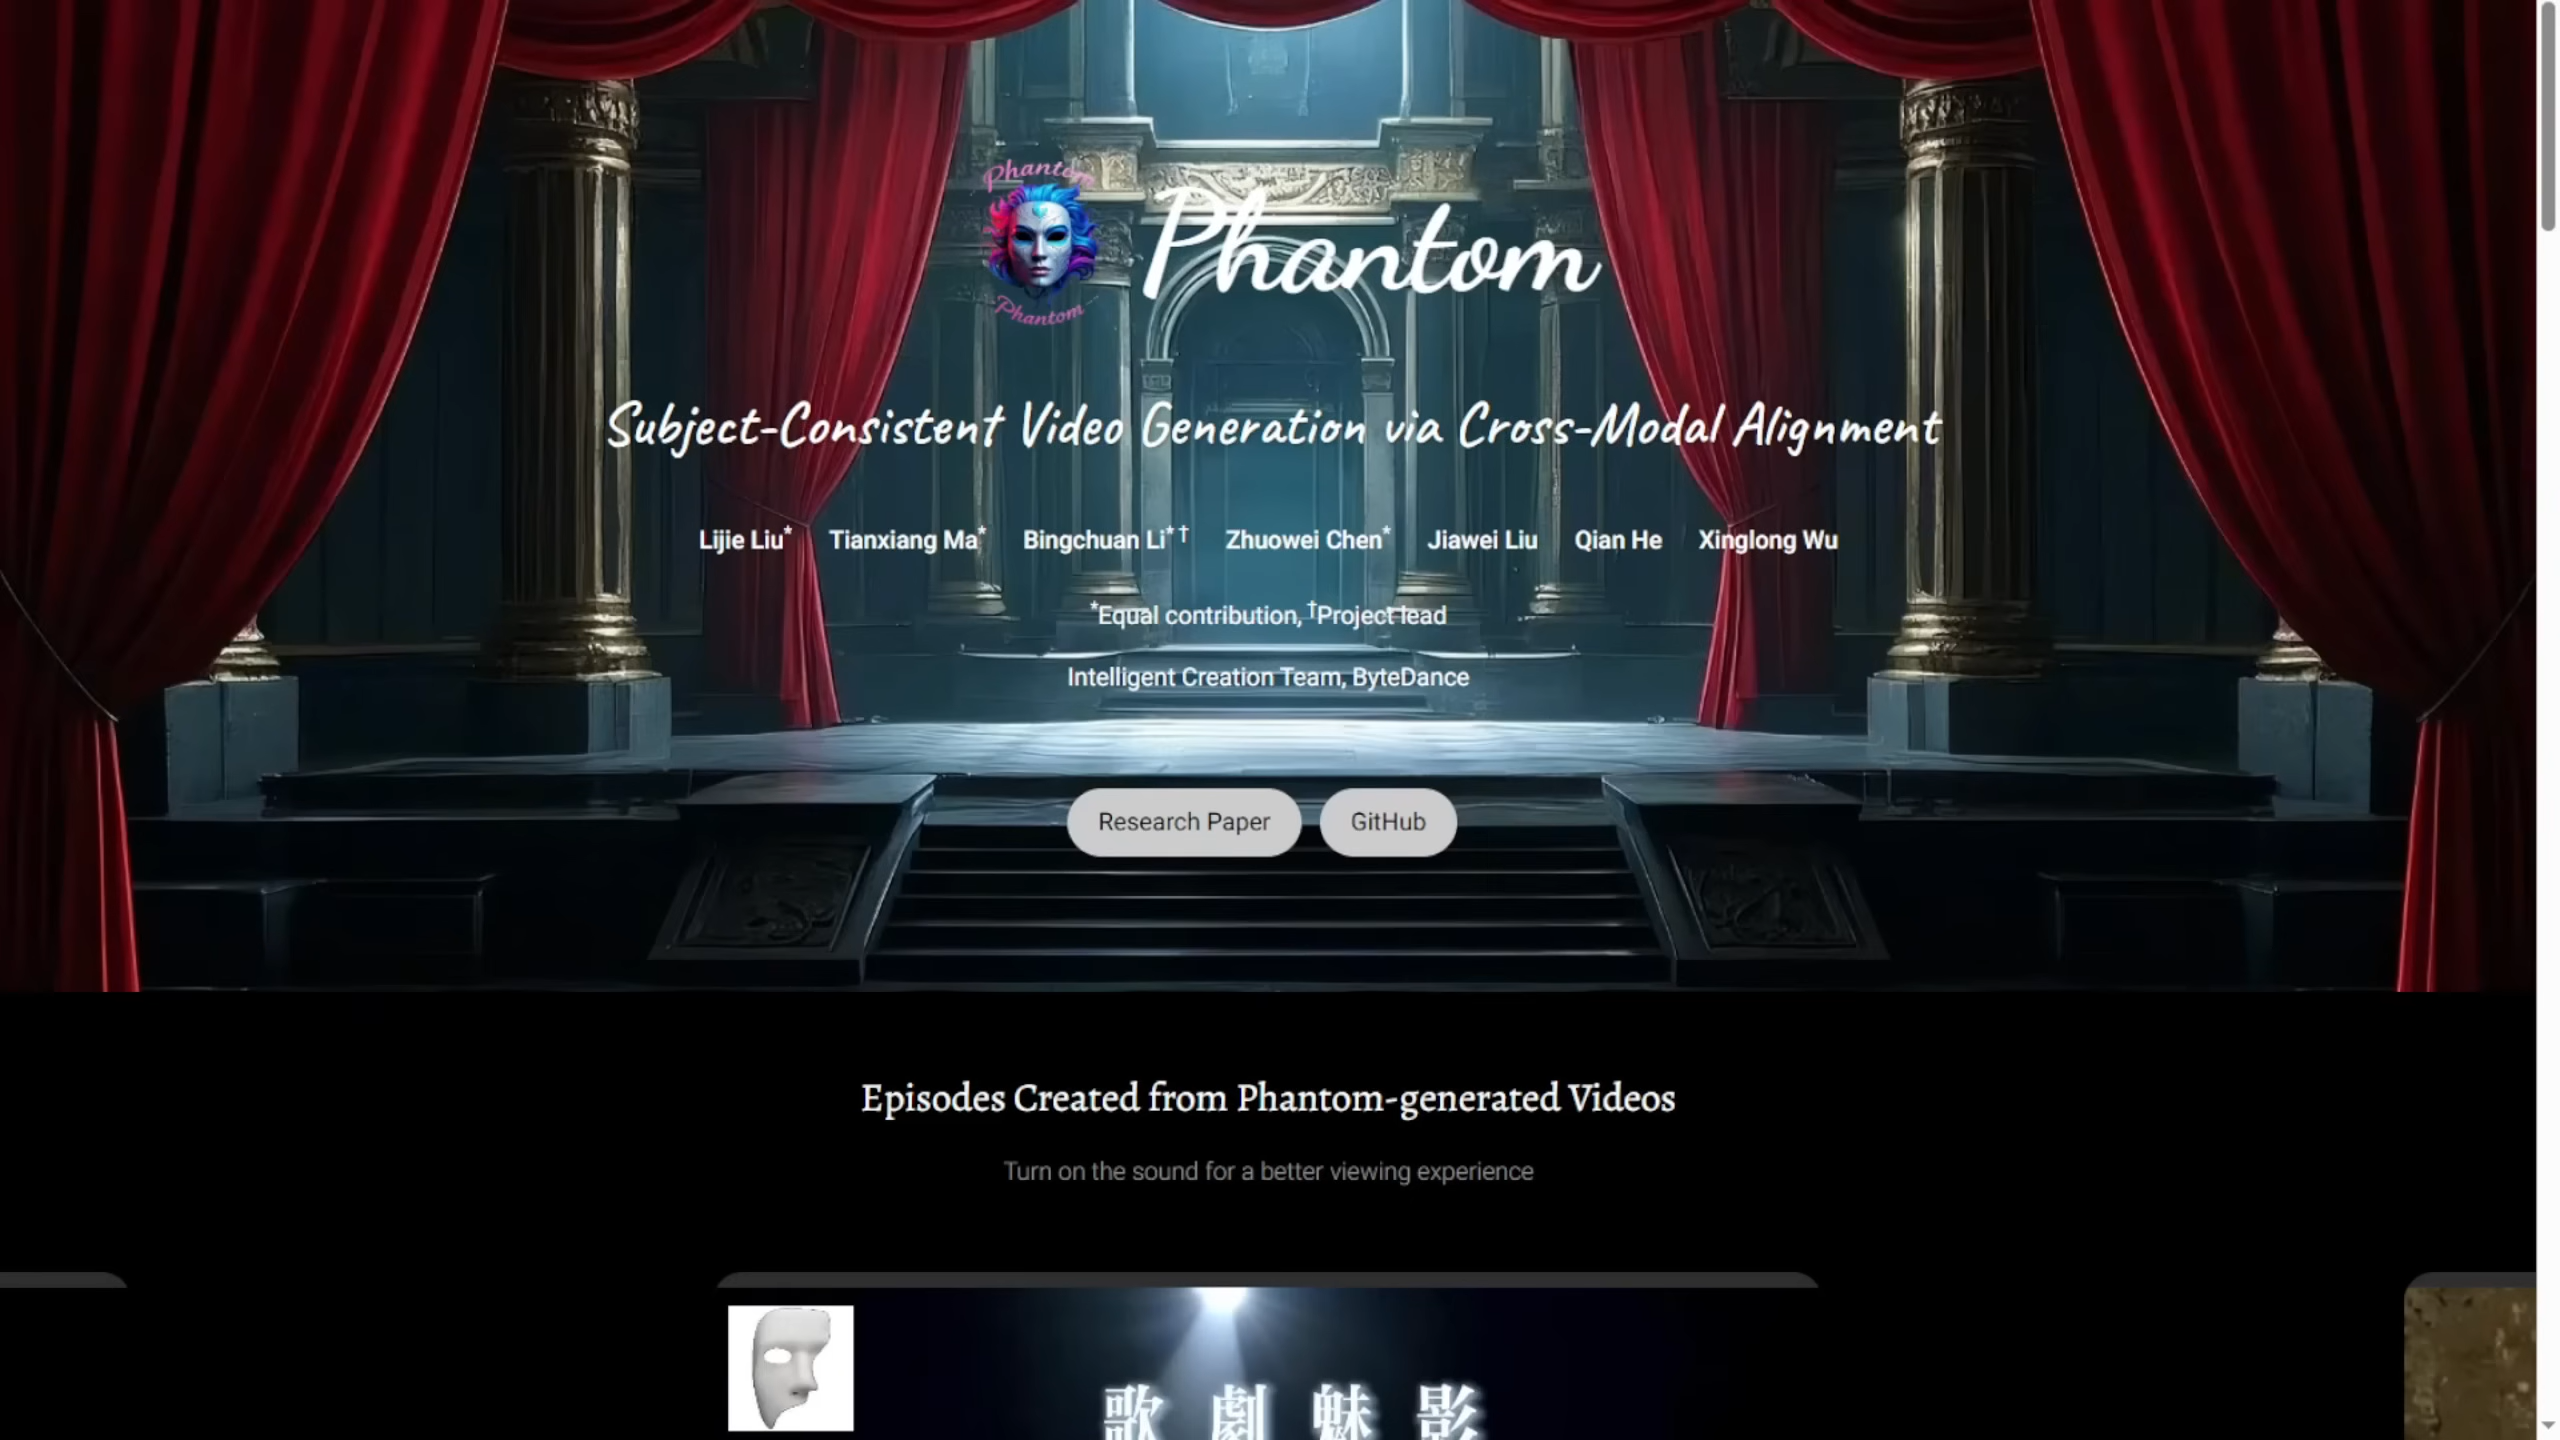 Phantom
Phantom
Phantom
Subject-Consistent Video Generation via Cross-Modal Alignment
Lijie Liu* Tianxiang Ma* Bingchuan Li*† Zhuowei Chen* Jiawei Liu Qian He Xinglong Wu
*Equal contribution, †Project lead
Intelligent Creation Team, ByteDance
Research Paper GitHub
Episodes Created from Phantom-generated Videos
Turn on the sound for a better viewing experience
歌劇魅影